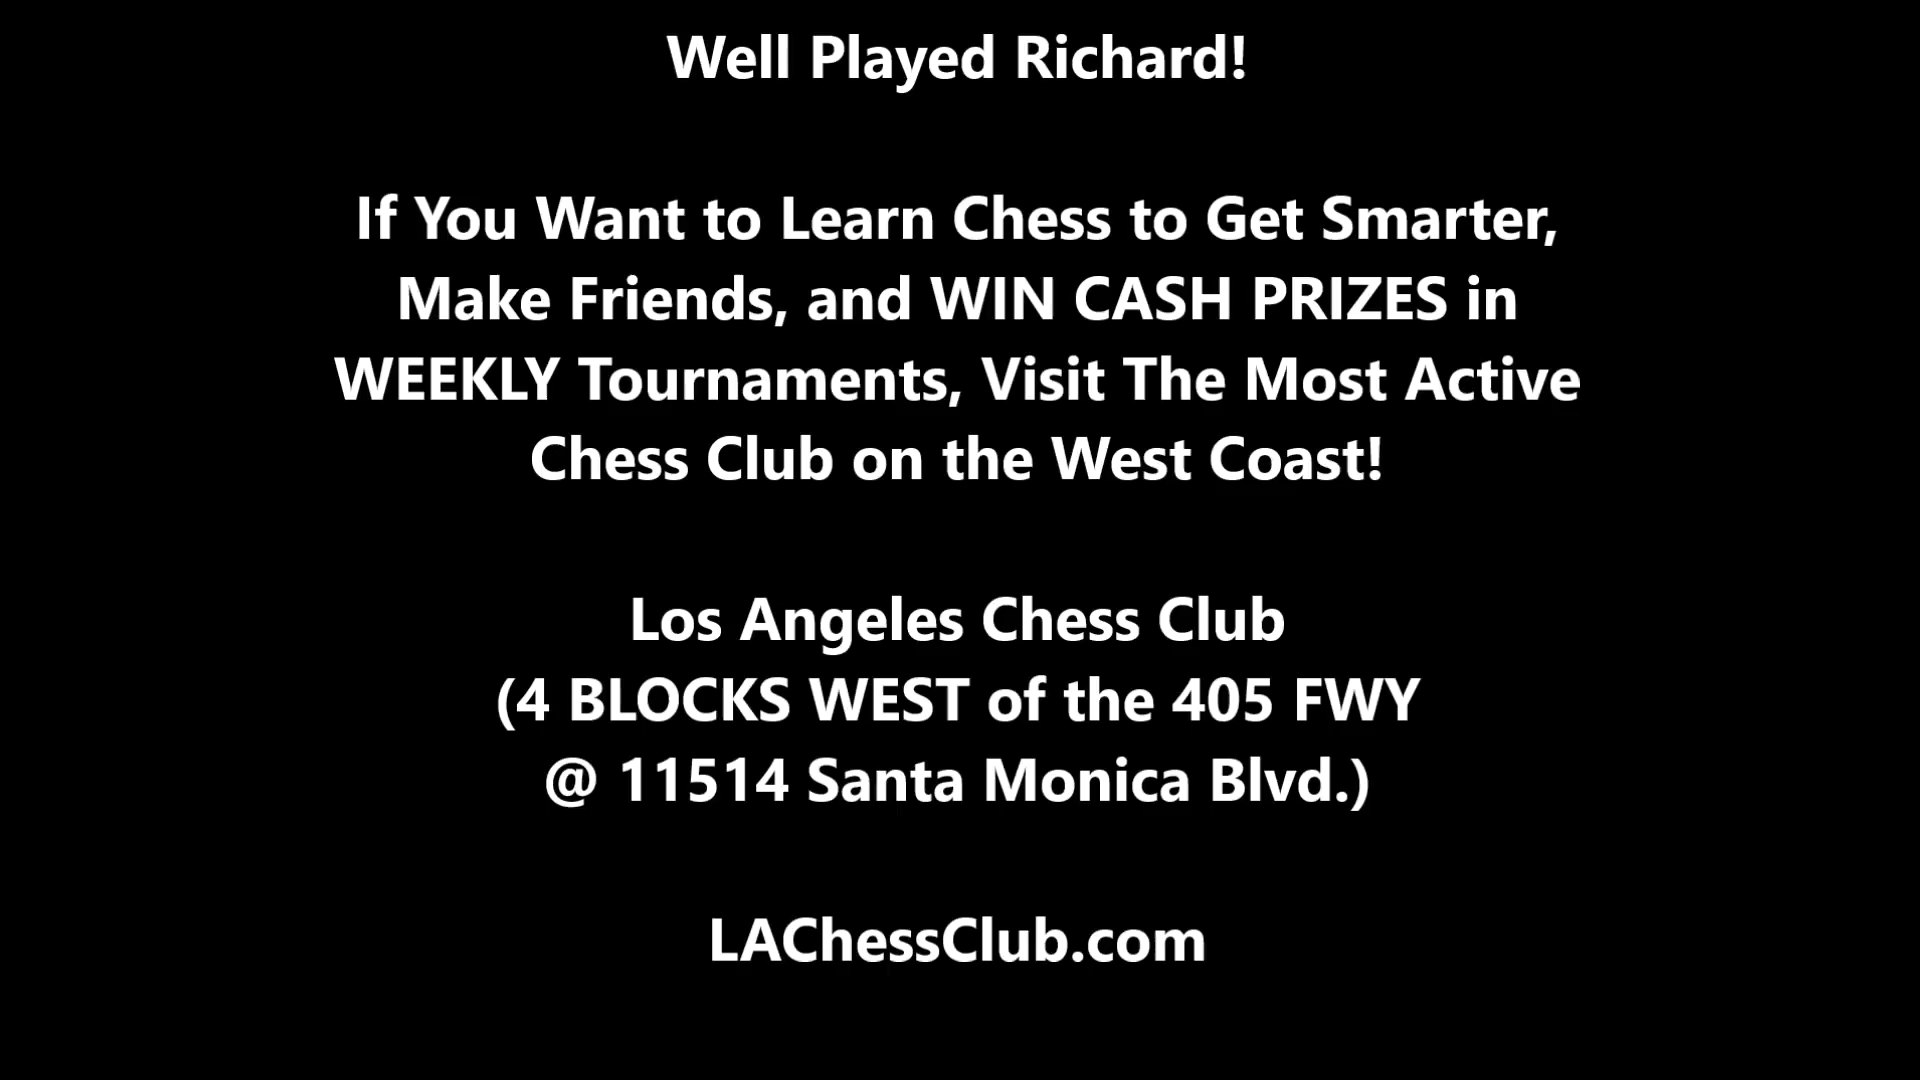 Well Played Richard!
If You Want to Learn Chess to Get Smarter,
Make Friends, and WIN CASH PRIZES in
WEEKLY Tournaments, Visit The Most Active
Chess Club on the West Coast!
Los Angeles Chess Club
(4 BLOCKS WEST of the 405 FWY
@ 11514 Santa Monica Blvd.)
LAChessClub.com